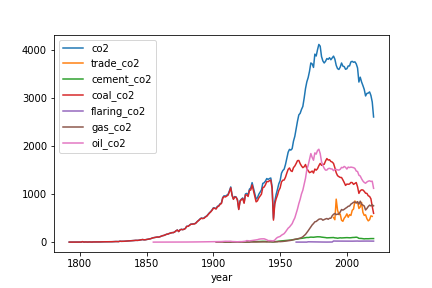 4000
3000
2000
1000
0
co2
trade_co2
cement_co2
coal_co2
flaring_co2
gas_co2
oil_co2
1800
1850
1900
1950
2000
year